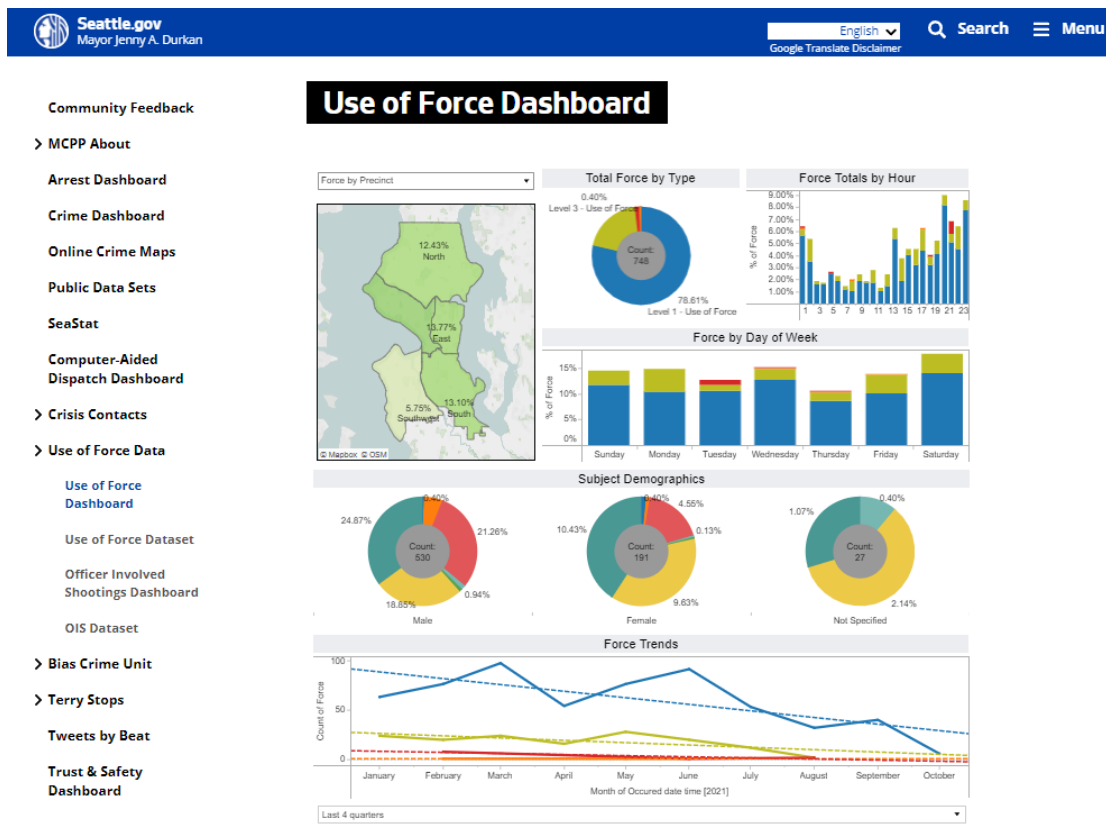 Seattle.gov
Mayor Jenny A. Durkan
English
Google Translate Disclaimer
Search
Menu
Community Feedback
MCPP About
Arrest Dashboard
Crime Dashboard
Online Crime Maps
Public Data Sets
SeaStat
Computer-Aided
Dispatch Dashboard
Crisis Contacts
Use of Force Data
Use of Force
Dashboard
Use of Force Dataset
Officer Involved
Shootings Dashboard
OIS Dataset
Bias Crime Unit
Terry Stops
Tweets by Beat
Trust & Safety
Dashboard
Use of Force Dashboard
Force by Precinct
12.43%
North
13.77%
East
5.75%
Southwest
13.10%
South
© Mapbox © OSM
Total Force by Type
0.40%
Level 3 - Use of Force
Count:
748
78.61%
Level 1 - Use of Force
Force Totals by Hour
% of Force
9.00%
8.00%
7.00%
6.00%
5.00%
4.00%
3.00%
2.00%
1.00%
1 3 5 7 9 11 13 15 17 19 21 23
Force by Day of Week
% of Force
15%
10%
5%
0%
Sunday Monday Tuesday Wednesday Thursday Friday Saturday
Subject Demographics
0.40%
24.87%
21.26%
Count:
530
0.94%
18.85%
Male
0.40%
4.55%
10.43%
0.13%
Count:
191
9.63%
Female
0.40%
1.07%
Count:
27
2.14%
Not Specified
Force Trends
Count of Force
100
50
0
January February March April May June July August September October
Month of Occured date time [2021]
Last 4 quarters